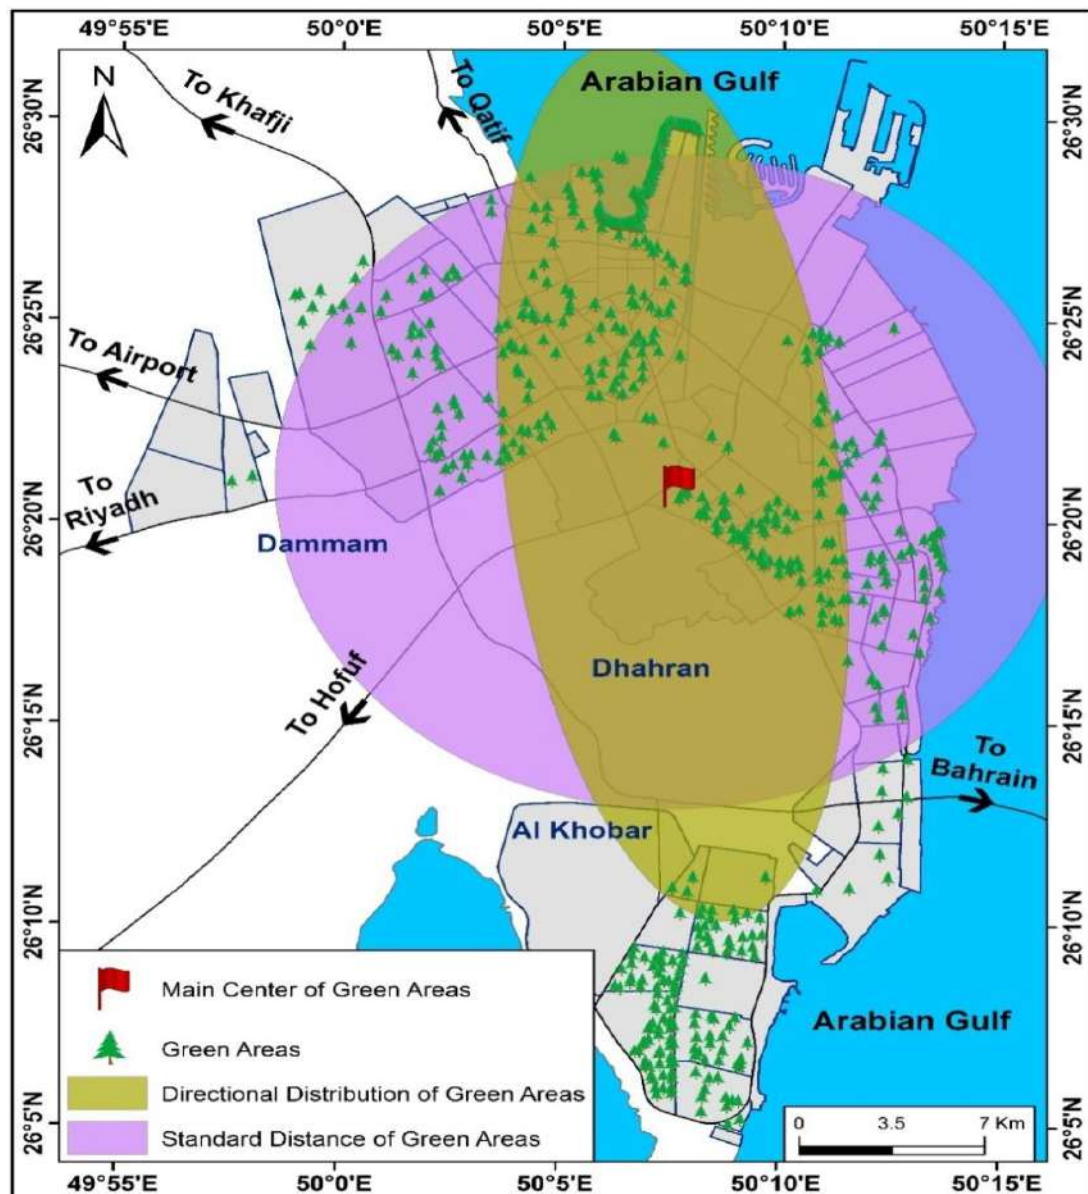 49°55'E 50°0'E 50°5'E 50°10'E 50°15'E
N
To Khafji
To Qatif
Arabian Gulf
26°30'N
26°30'N
26°25'N
26°25'N
To Airport
To
Riyadh
26°20'N
26°20'N
Dammam
Dhahran
To Hofuf
26°15'N
26°15'N
To
Bahrain
Al Khobar
26°10'N
26°10'N
Main Center of Green Areas
Green Areas
Directional Distribution of Green Areas
Standard Distance of Green Areas
Arabian Gulf
26°5'N
26°5'N
0 3.5 7 Km
49°55'E 50°0'E 50°5'E 50°10'E 50°15'E